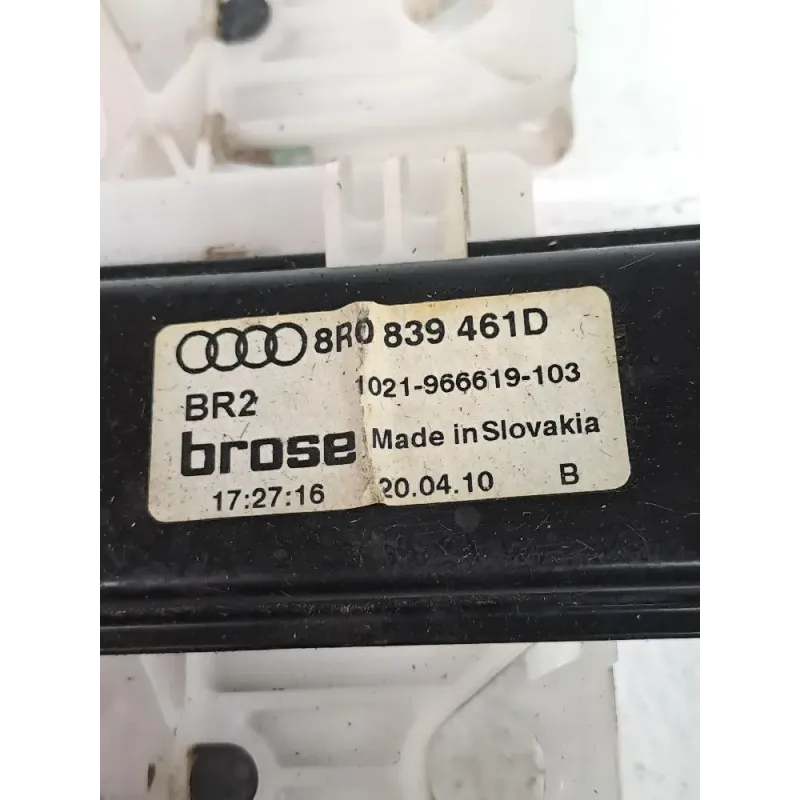 8R0 839 461D
BR2 1021-966619-103
brose Made in Slovakia
17:27:16 20.04.10 B